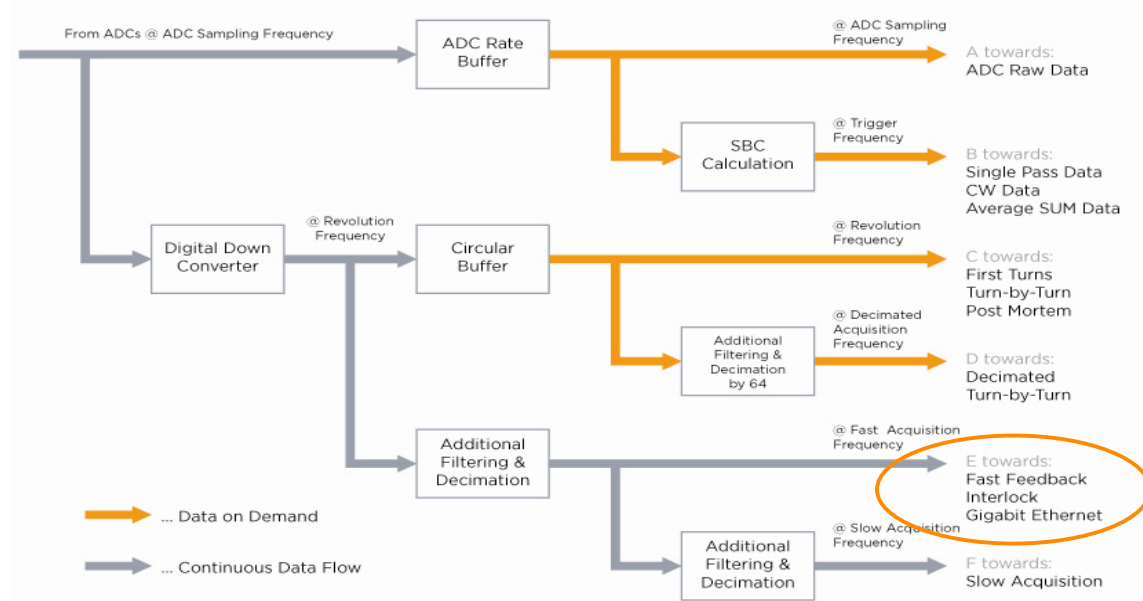 From ADCs @ ADC Sampling Frequency
ADC Rate
Buffer
@ ADC Sampling
Frequency
A towards:
ADC Raw Data
SBC
Calculation
@ Trigger
Frequency
B towards:
Single Pass Data
CW Data
Average SUM Data
Digital Down
Converter
@ Revolution
Frequency
Circular
Buffer
@ Revolution
Frequency
C towards:
First Turns
Turn-by-Turn
Post Mortem
Additional
Filtering &
Decimation
by 64
@ Decimated
Acquisition
Frequency
D towards:
Decimated
Turn-by-Turn
Additional
Filtering &
Decimation
@ Fast Acquisition
Frequency
E towards:
Fast Feedback
Interlock
Gigabit Ethernet
Additional
Filtering &
Decimation
@ Slow Acquisition
Frequency
F towards:
Slow Acquisition
... Data on Demand
... Continuous Data Flow